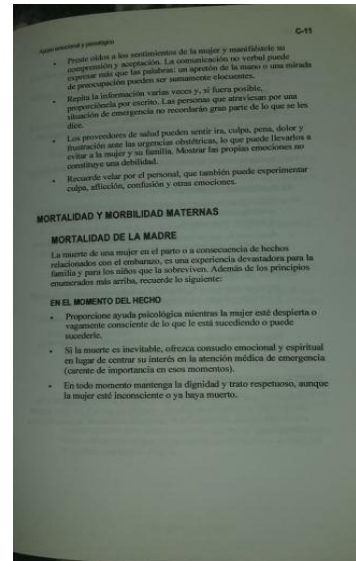 C-11
Apoyo emocional y psicológico
• Preste oídos a los sentimientos de la mujer y manifiéstele su
comprensión y aceptación. La comunicación no verbal puede
expresar más que las palabras: un apretón de la mano o una mirada
de preocupación pueden ser sumamente elocuentes.
• Repita la información varias veces y, si fuera posible,
proporciónela por escrito. Las personas que atraviesan por una
situación de emergencia no recordarán gran parte de lo que se les
dice.
• Los proveedores de salud pueden sentir ira, culpa, pena, dolor y
frustración ante las urgencias obstétricas, lo que puede llevarlos a
evitar a la mujer y su familia. Mostrar las propias emociones no
constituye una debilidad.
• Recuerde velar por el personal, que también puede experimentar
culpa, aflicción, confusión y otras emociones.
MORTALIDAD Y MORBILIDAD MATERNAS
MORTALIDAD DE LA MADRE
La muerte de una mujer en el parto o a consecuencia de hechos
relacionados con el embarazo, es una experiencia devastadora para la
familia y para los niños que la sobreviven. Además de los principios
enumerados más arriba, recuerde lo siguiente:
EN EL MOMENTO DEL HECHO
• Proporcione ayuda psicológica mientras la mujer esté despierta o
vagamente consciente de lo que le está sucediendo o puede
sucederle.
• Si la muerte es inevitable, ofrezca consuelo emocional y espiritual
en lugar de centrar su interés en la atención médica de emergencia
(carente de importancia en esos momentos).
• En todo momento mantenga la dignidad y trato respetuoso, aunque
la mujer esté inconsciente o ya haya muerto.